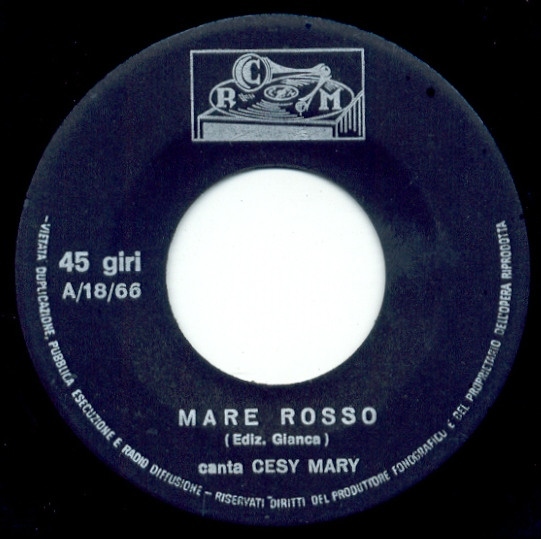 R C M
45 giri
A/18/66
MARE ROSSO
(Ediz. Gianca)
canta CESY MARY
-VIETATA DUPLICAZIONE, PUBBLICA ESECUZIONE E RADIO DIFFUSIONE - RISERVATI DIRITTI DEL PRODUTTORE FONOGRAFICO E DEL PROPRIETARIO DELL'OPERA RIPRODOTTA